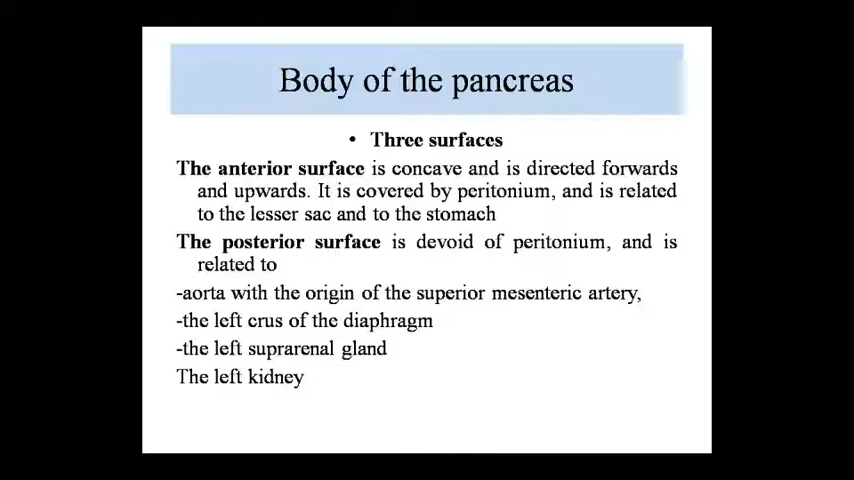 Body of the pancreas
• Three surfaces
The anterior surface is concave and is directed forwards
and upwards. It is covered by peritonium, and is related
to the lesser sac and to the stomach
The posterior surface is devoid of peritonium, and is
related to
-aorta with the origin of the superior mesenteric artery,
-the left crus of the diaphragm
-the left suprarenal gland
The left kidney